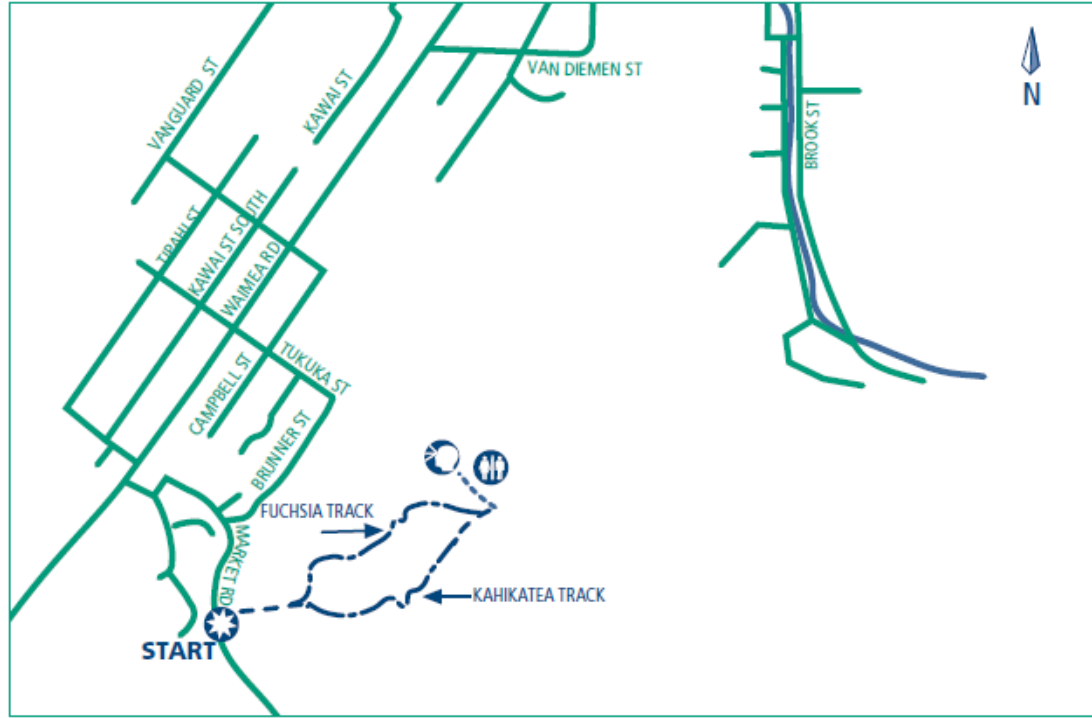 VANGUARD ST
KAWAI ST
VAN DIEMEN ST
N
BROOK ST
TIPAHI ST
KAWAI ST SOUTH
WAIMEA RD
TUKUKA ST
CAMPBELL ST
BRUNNER ST
FUCHSIA TRACK
MARKET RD
KAHIKATEA TRACK
START